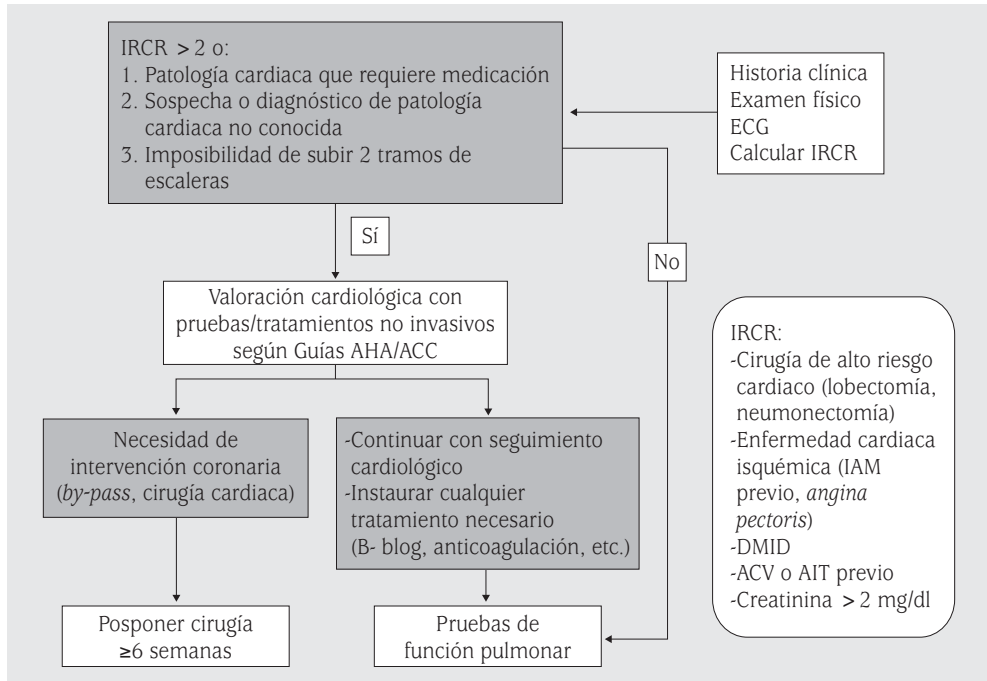 IRCR > 2 o:
1. Patología cardiaca que requiere medicación
2. Sospecha o diagnóstico de patología
cardiaca no conocida
3. Imposibilidad de subir 2 tramos de
escaleras
Historia clínica
Examen físico
ECG
Calcular IRCR
Sí
No
Valoración cardiológica con
pruebas/tratamientos no invasivos
según Guías AHA/ACC
Necesidad de
intervención coronaria
(by-pass, cirugía cardiaca)
-Continuar con seguimiento
cardiológico
-Instaurar cualquier
tratamiento necesario
(B- blog, anticoagulación, etc.)
Posponer cirugía
≥6 semanas
Pruebas de
función pulmonar
IRCR:
-Cirugía de alto riesgo
cardiaco (lobectomía,
neumonectomía)
-Enfermedad cardiaca
isquémica (IAM
previo, angina
pectoris)
-DMID
-ACV o AIT previo
-Creatinina > 2 mg/dl